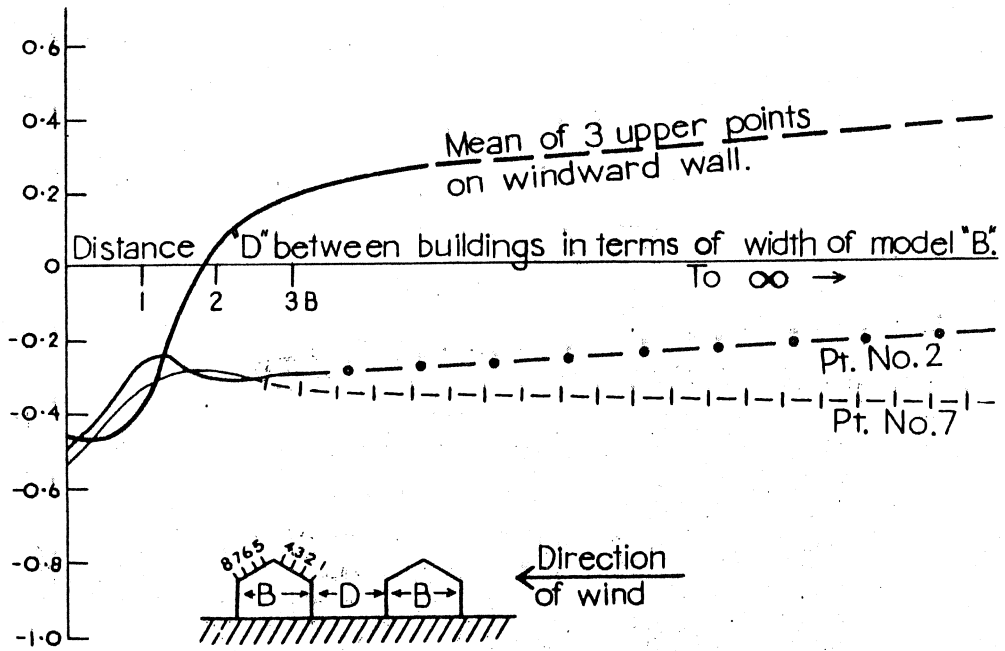 0·6
0·4
Mean of 3 upper points
on windward wall.
0·2
Distance "D" between buildings in terms of width of model "B".
0
To ∞ →
1 2 3B
-0·2
Pt. No. 2
-0·4
Pt. No. 7
-0·6
-0·8
8 7 6 5 4 3 2 1
B D B
Direction
of wind
-1·0